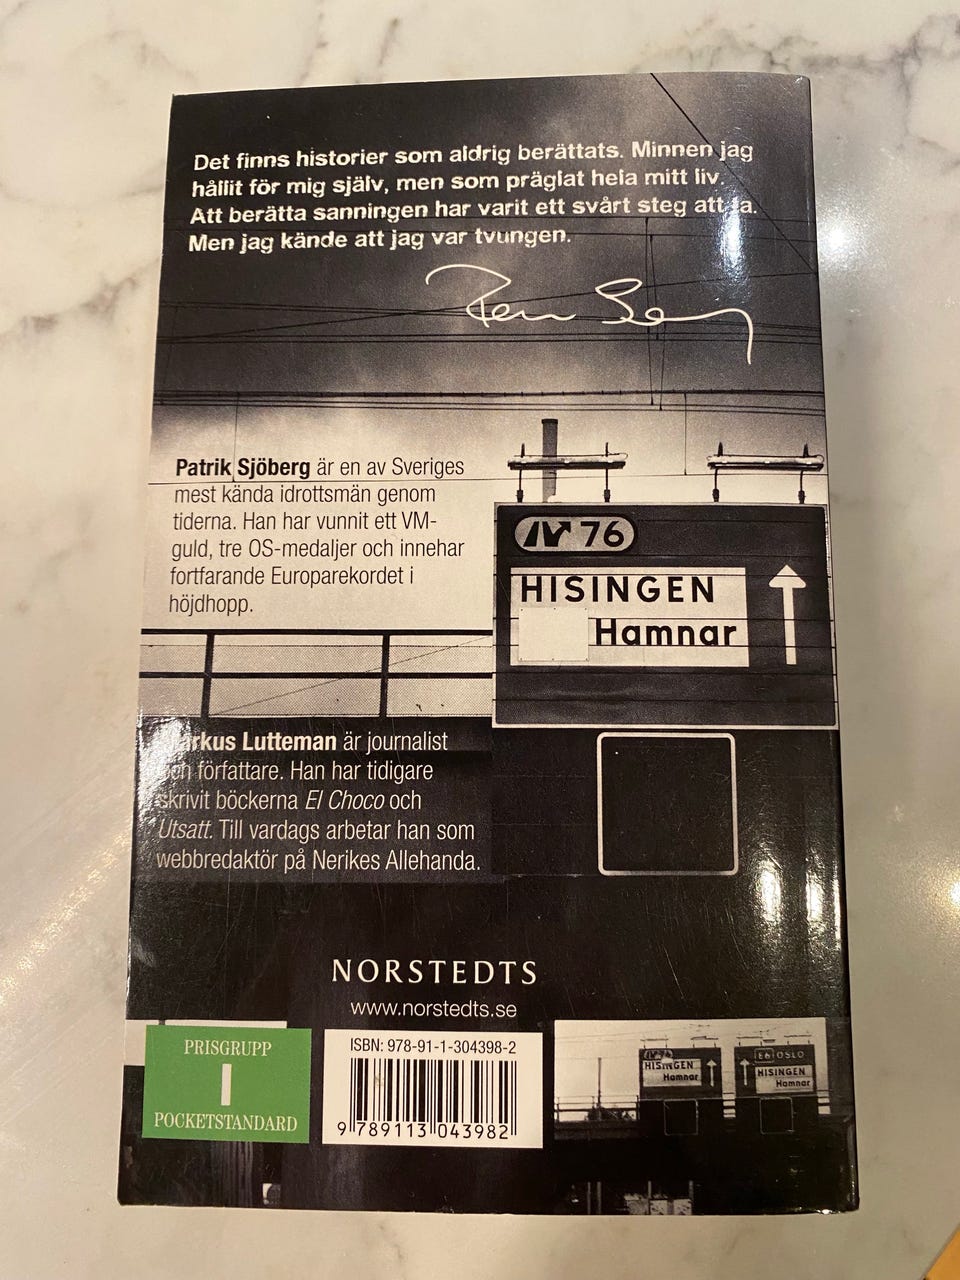 Det finns historier som aldrig berättats. Minnen jag
hållit för mig själv, men som präglat hela mitt liv.
Att berätta sanningen har varit ett svårt steg att ta.
Men jag kände att jag var tvungen.
Patrik Sjöberg är en av Sveriges
mest kända idrottsmän genom
tiderna. Han har vunnit ett VM-
guld, tre OS-medaljer och innehar
fortfarande Europarekordet i
höjdhopp.
76
HISINGEN
Hamnar
Markus Lutteman är journalist
och författare. Han har tidigare
skrivit böckerna El Choco och
Utsatt. Till vardags arbetar han som
webbredaktör på Nerikes Allehanda.
NORSTEDTS
www.norstedts.se
PRISGRUPP
I
POCKETSTANDARD
ISBN: 978-91-1-304398-2
9 789113 043982
HISINGEN
Hamnar
E6 OSLO
HISINGEN
Hamnar